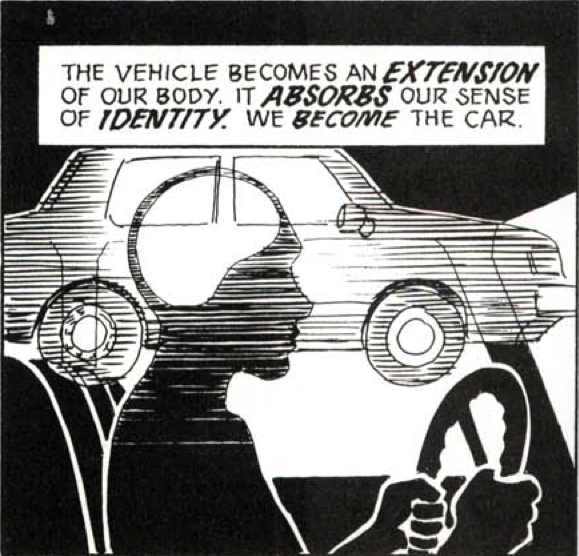 THE VEHICLE BECOMES AN EXTENSION
OF OUR BODY. IT ABSORBS OUR SENSE
OF IDENTITY. WE BECOME THE CAR.